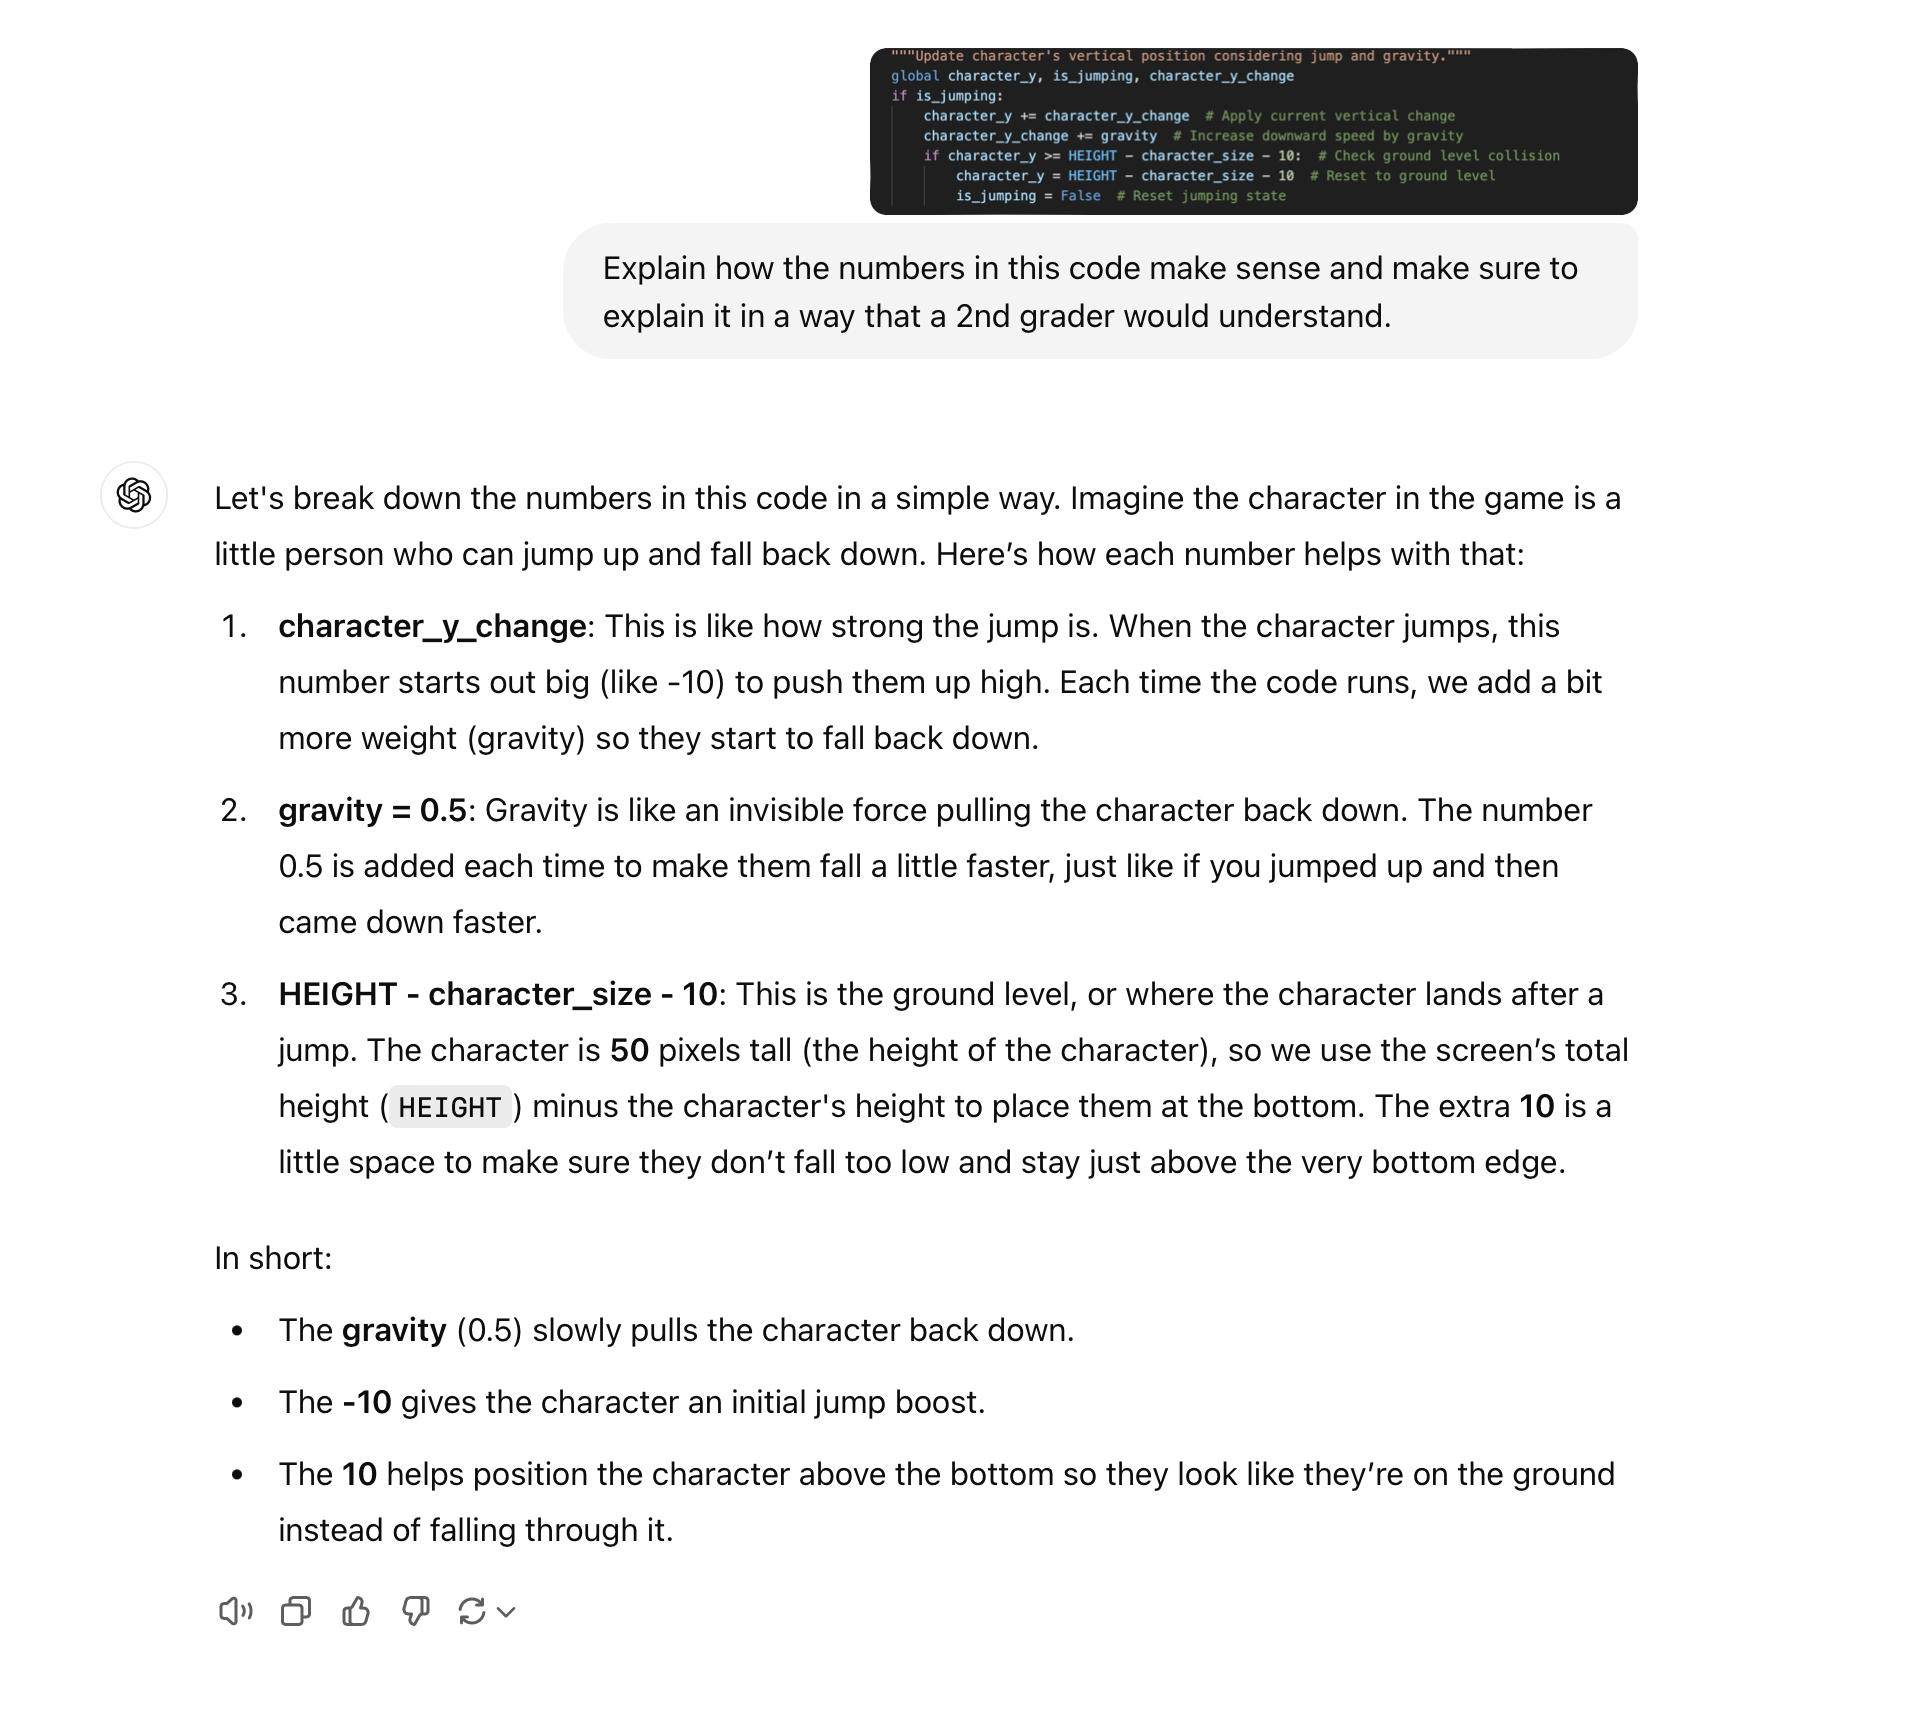 """Update character's vertical position considering jump and gravity."""
global character_y, is_jumping, character_y_change
if is_jumping:
    character_y += character_y_change  # Apply current vertical change
    character_y_change += gravity  # Increase downward speed by gravity
    if character_y >= HEIGHT - character_size - 10:  # Check ground level collision
        character_y = HEIGHT - character_size - 10  # Reset to ground level
        is_jumping = False  # Reset jumping state
Explain how the numbers in this code make sense and make sure to
explain it in a way that a 2nd grader would understand.
Let's break down the numbers in this code in a simple way. Imagine the character in the game is a
little person who can jump up and fall back down. Here’s how each number helps with that:
1. character_y_change: This is like how strong the jump is. When the character jumps, this
number starts out big (like -10) to push them up high. Each time the code runs, we add a bit
more weight (gravity) so they start to fall back down.
2. gravity = 0.5: Gravity is like an invisible force pulling the character back down. The number
0.5 is added each time to make them fall a little faster, just like if you jumped up and then
came down faster.
3. HEIGHT - character_size - 10: This is the ground level, or where the character lands after a
jump. The character is 50 pixels tall (the height of the character), so we use the screen’s total
height (HEIGHT) minus the character's height to place them at the bottom. The extra 10 is a
little space to make sure they don’t fall too low and stay just above the very bottom edge.
In short:
• The gravity (0.5) slowly pulls the character back down.
• The -10 gives the character an initial jump boost.
• The 10 helps position the character above the bottom so they look like they’re on the ground
instead of falling through it.